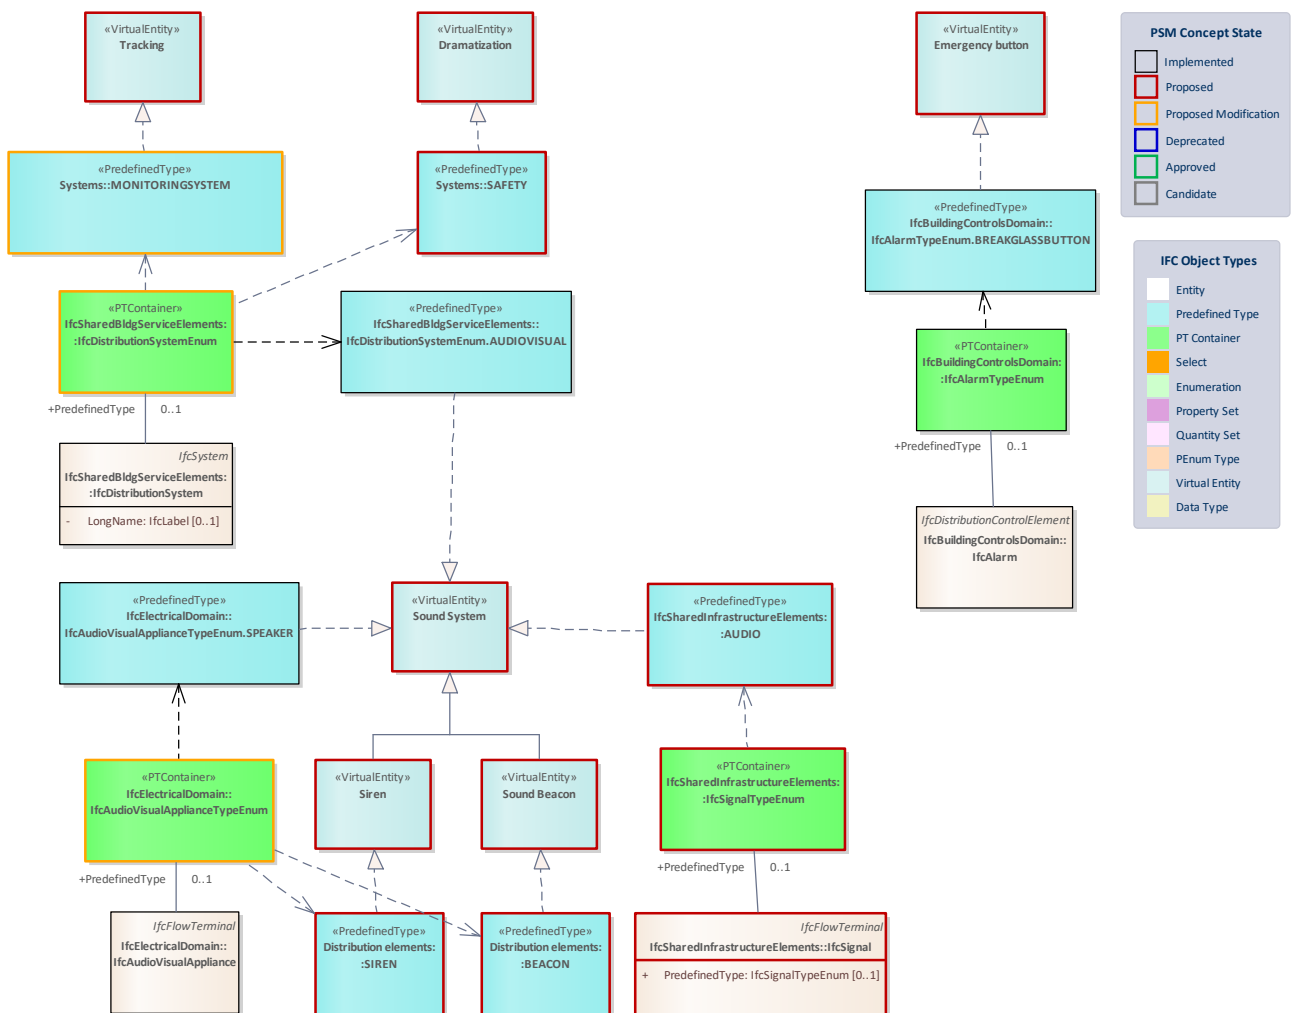 «VirtualEntity»
Tracking
«VirtualEntity»
Dramatization
«VirtualEntity»
Emergency button
PSM Concept State
Implemented
Proposed
Proposed Modification
Deprecated
Approved
Candidate
«PredefinedType»
Systems::MONITORINGSYSTEM
«PredefinedType»
Systems::SAFETY
«PredefinedType»
IfcBuildingControlsDomain::
IfcAlarmTypeEnum.BREAKGLASSBUTTON
IFC Object Types
Entity
Predefined Type
PT Container
Select
Enumeration
Property Set
Quantity Set
PEnum Type
Virtual Entity
Data Type
«PTContainer»
IfcSharedBldgServiceElements:
:IfcDistributionSystemEnum
«PredefinedType»
IfcSharedBldgServiceElements::
IfcDistributionSystemEnum.AUDIOVISUAL
«PTContainer»
IfcBuildingControlsDomain:
:IfcAlarmTypeEnum
+PredefinedType 0..1
+PredefinedType 0..1
IfcSystem
IfcSharedBldgServiceElements:
:IfcDistributionSystem
- LongName: IfcLabel [0..1]
IfcDistributionControlElement
IfcBuildingControlsDomain::
IfcAlarm
«PredefinedType»
IfcElectricalDomain::
IfcAudioVisualApplianceTypeEnum.SPEAKER
«VirtualEntity»
Sound System
«PredefinedType»
IfcSharedInfrastructureElements:
:AUDIO
«PTContainer»
IfcElectricalDomain::
IfcAudioVisualApplianceTypeEnum
«VirtualEntity»
Siren
«VirtualEntity»
Sound Beacon
«PTContainer»
IfcSharedInfrastructureElements:
:IfcSignalTypeEnum
+PredefinedType 0..1
+PredefinedType 0..1
IfcFlowTerminal
IfcElectricalDomain::
IfcAudioVisualAppliance
«PredefinedType»
Distribution elements:
:SIREN
«PredefinedType»
Distribution elements:
:BEACON
IfcFlowTerminal
IfcSharedInfrastructureElements::IfcSignal
+ PredefinedType: IfcSignalTypeEnum [0..1]